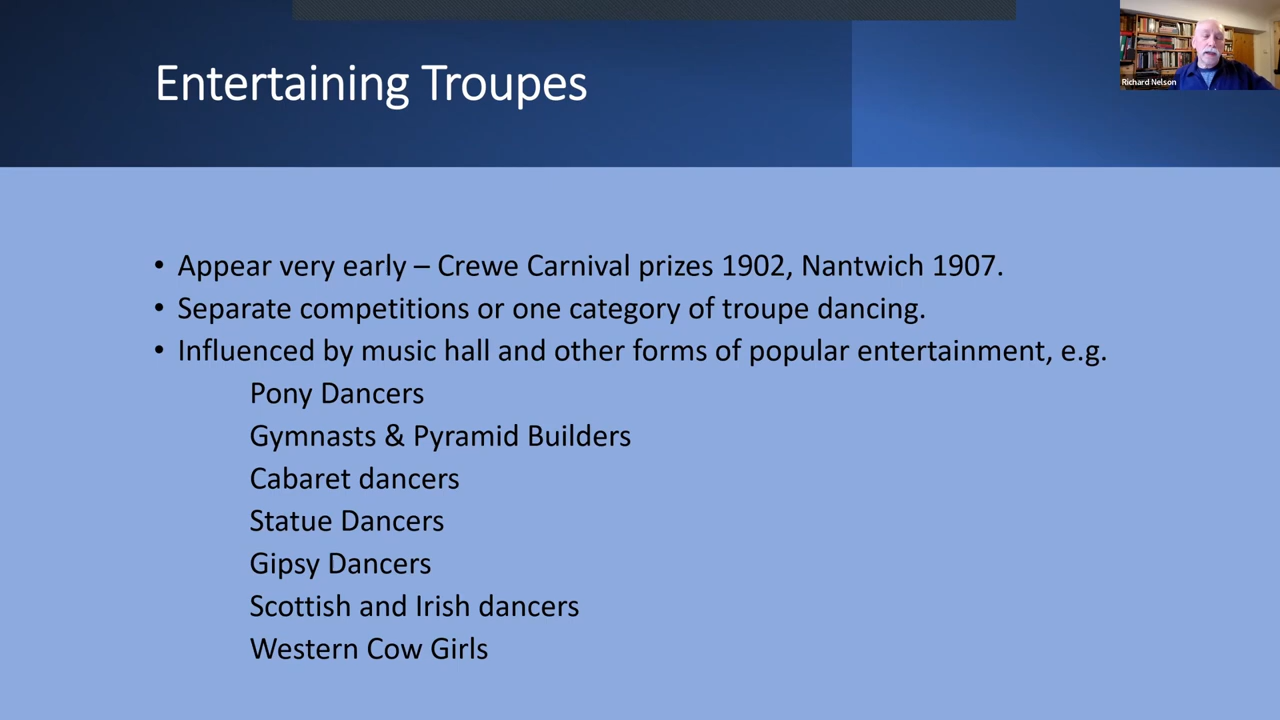 Entertaining Troupes
Richard Nelson
• Appear very early – Crewe Carnival prizes 1902, Nantwich 1907.
• Separate competitions or one category of troupe dancing.
• Influenced by music hall and other forms of popular entertainment, e.g.
Pony Dancers
Gymnasts & Pyramid Builders
Cabaret dancers
Statue Dancers
Gipsy Dancers
Scottish and Irish dancers
Western Cow Girls